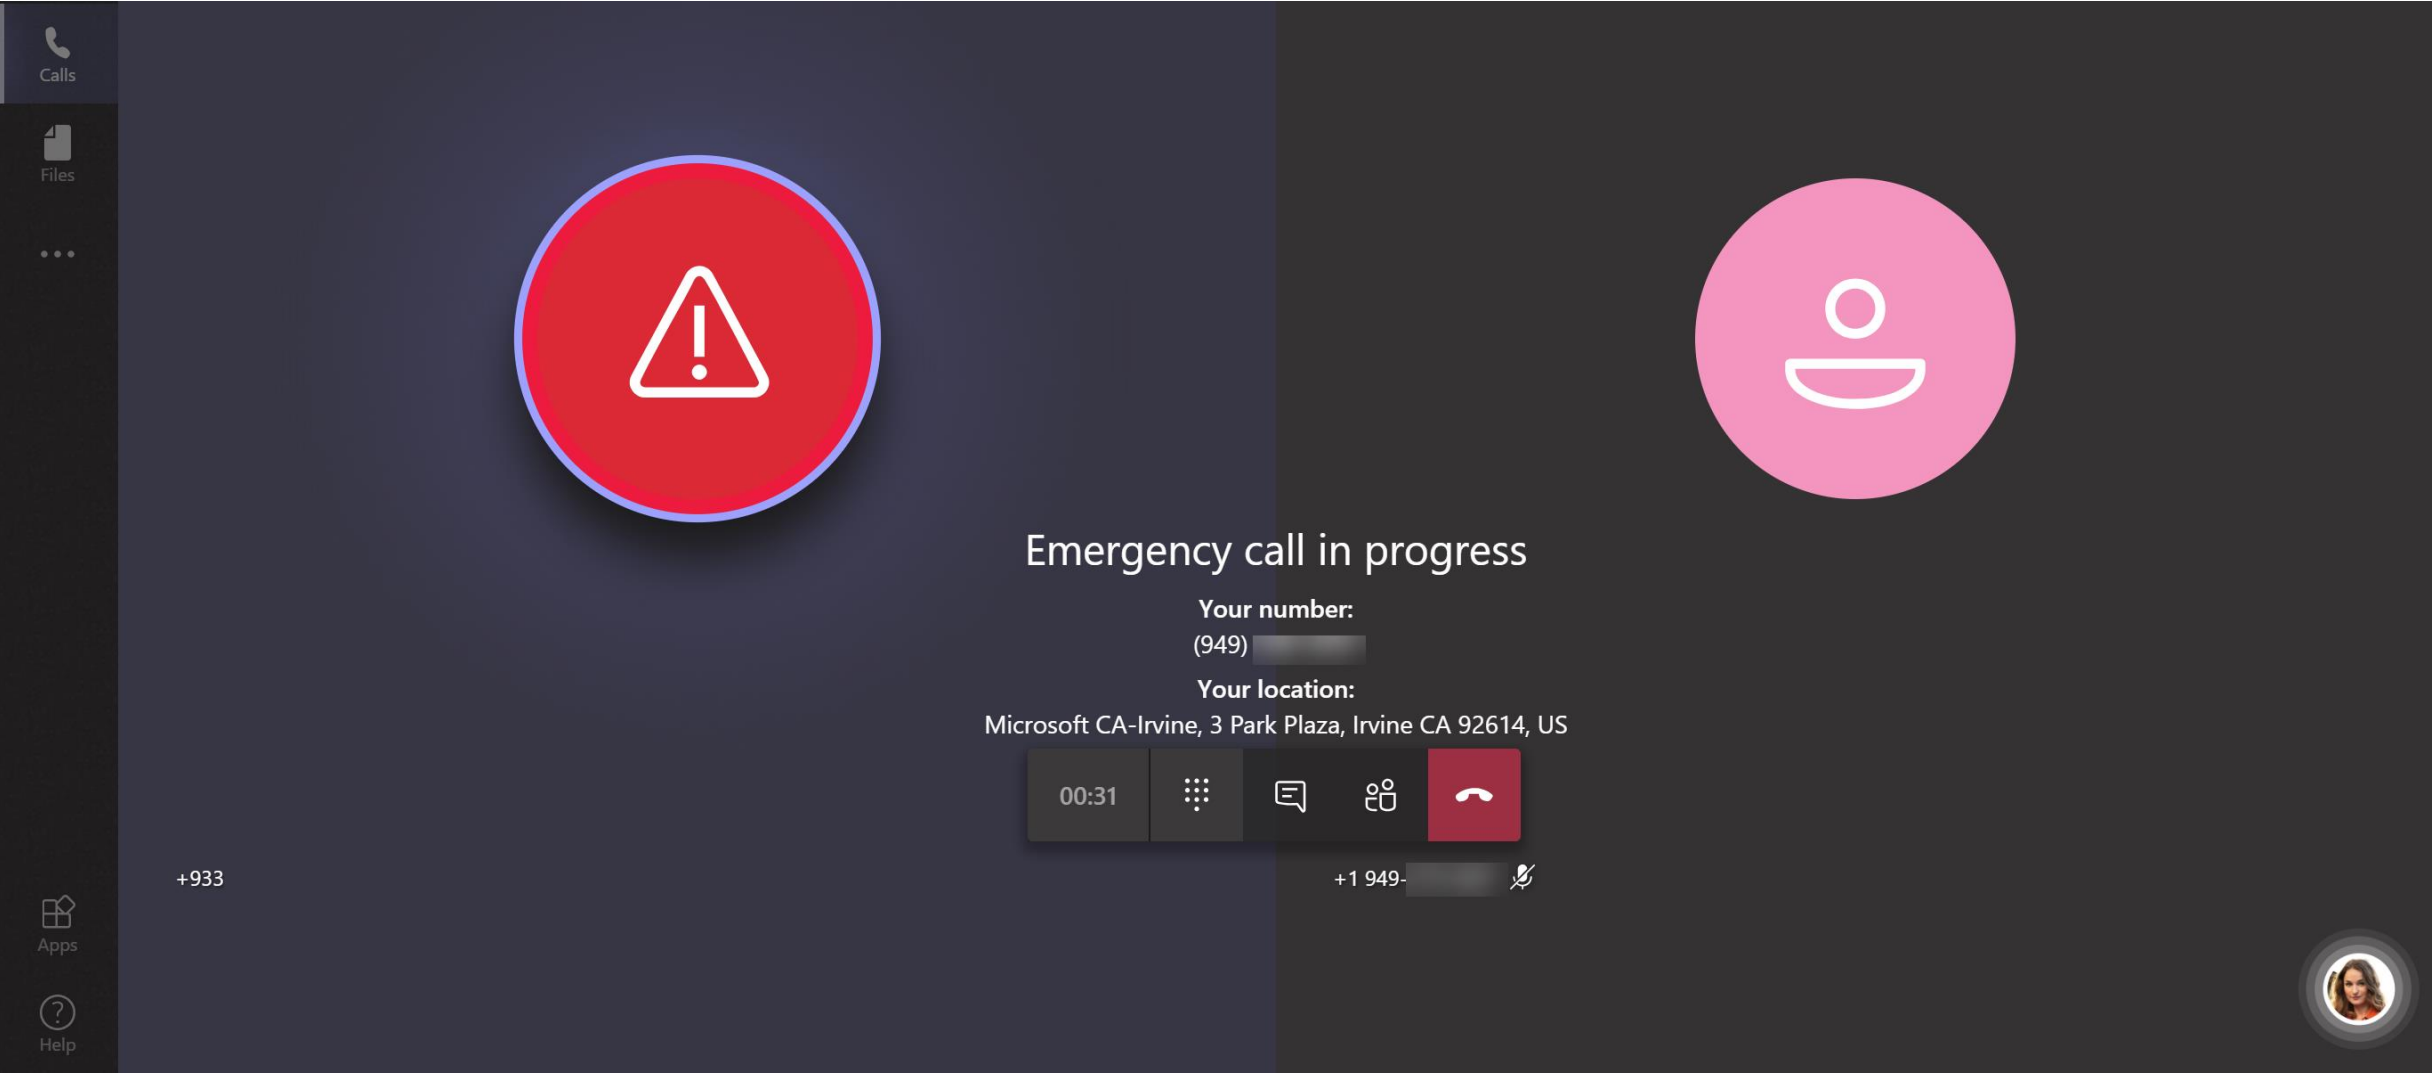 Calls
Files
Emergency call in progress
Your number:
(949)
Your location:
Microsoft CA-Irvine, 3 Park Plaza, Irvine CA 92614, US
00:31
+933
+1 949-
Apps
Help